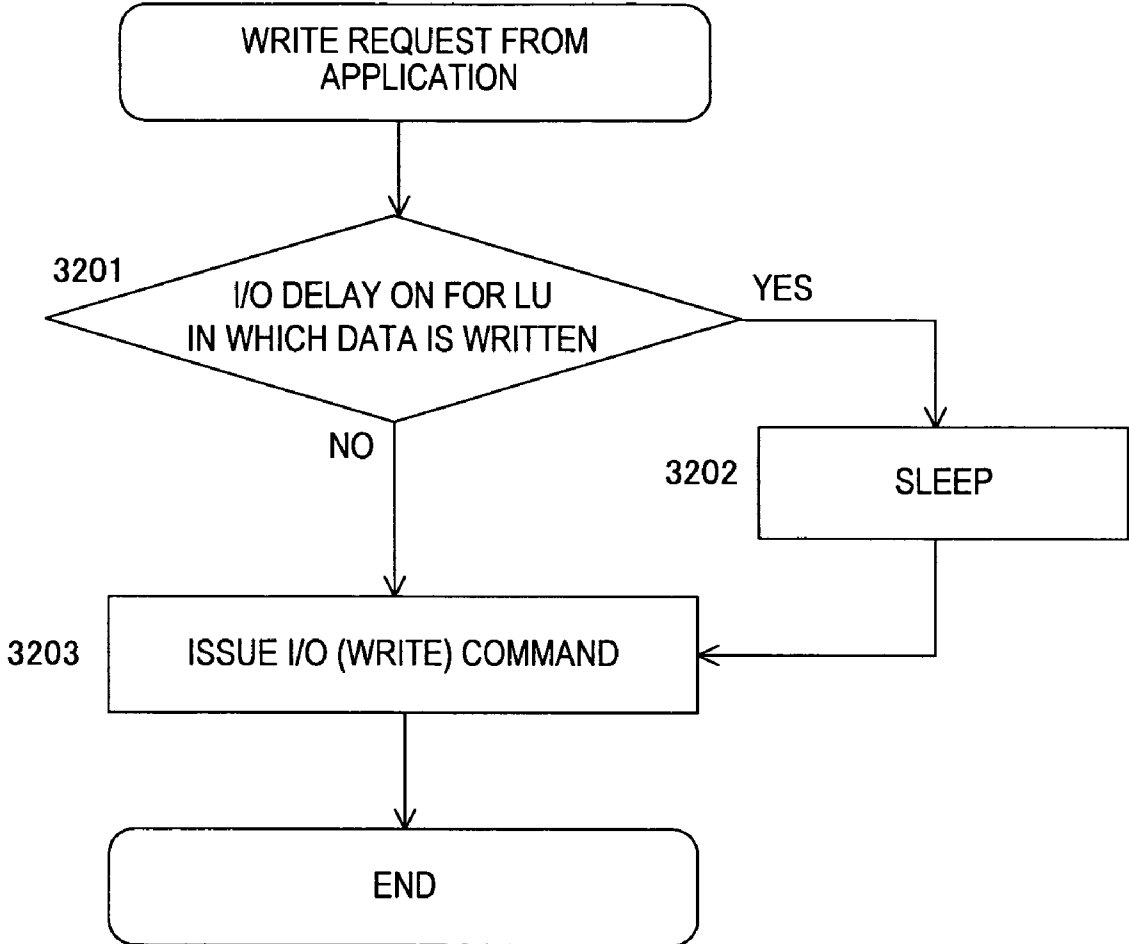 WRITE REQUEST FROM
APPLICATION
3201
I/O DELAY ON FOR LU
IN WHICH DATA IS WRITTEN
YES
NO
3202
SLEEP
3203
ISSUE I/O (WRITE) COMMAND
END